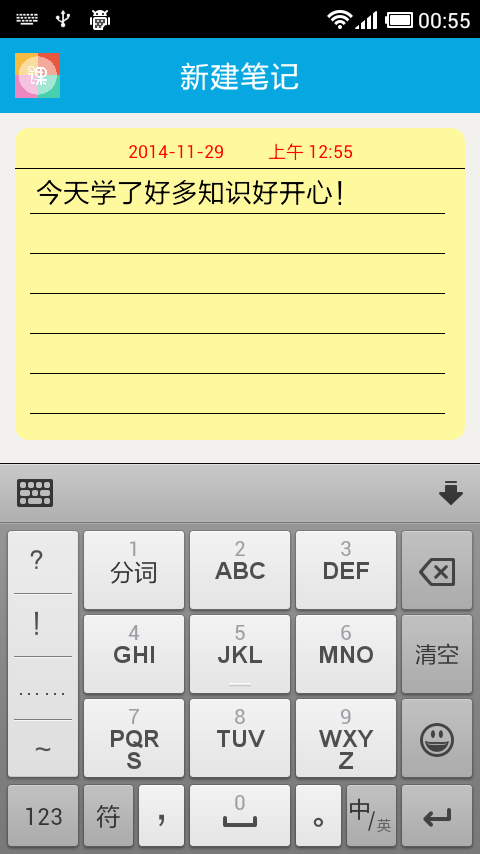 00:55
课
新建笔记
2014-11-29 上午 12:55
今天学了好多知识好开心!
? 1 分词 2 ABC 3 DEF
! 4 GHI 5 JKL 6 MNO 清空
...... 7 PQRS 8 TUV 9 WXYZ
~
123 符 , 0 。 中/英